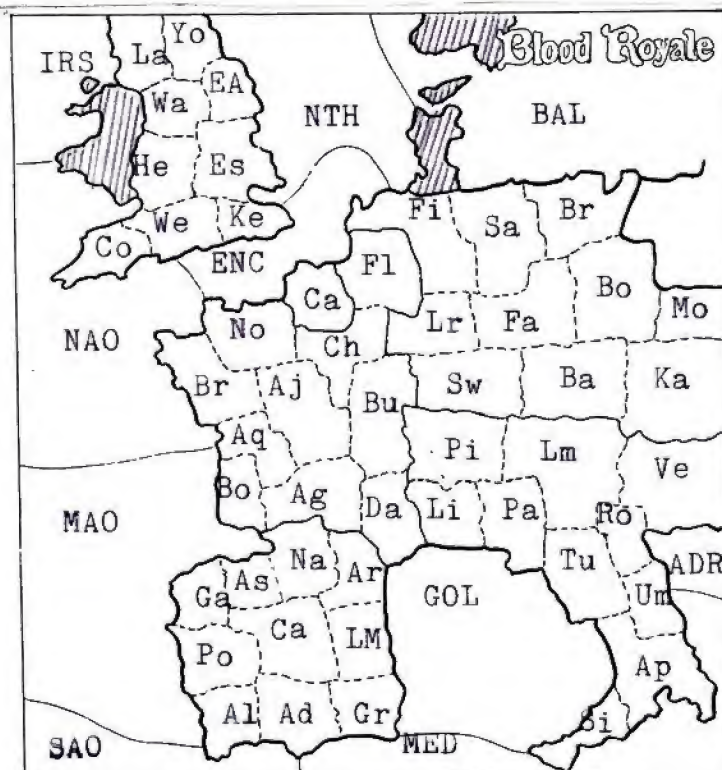 Blood Royale
Yo
La
IRS
EA
Wa
NTH
BAL
He
Es
We
Ke
Co
ENC
Fi
Sa
Br
Fl
Bo
Ca
Mo
NAO
No
Lr
Fa
Ch
Br
Aj
Sw
Ba
Ka
Bu
Aq
Pi
Lm
Ve
Bo
Ag
Da
Li
Pa
Ro
MAO
Na
Tu
ADR
As
Ar
Ga
GOL
Um
Ca
LM
Po
Ap
Al
Ad
Gr
Si
SAO
MED